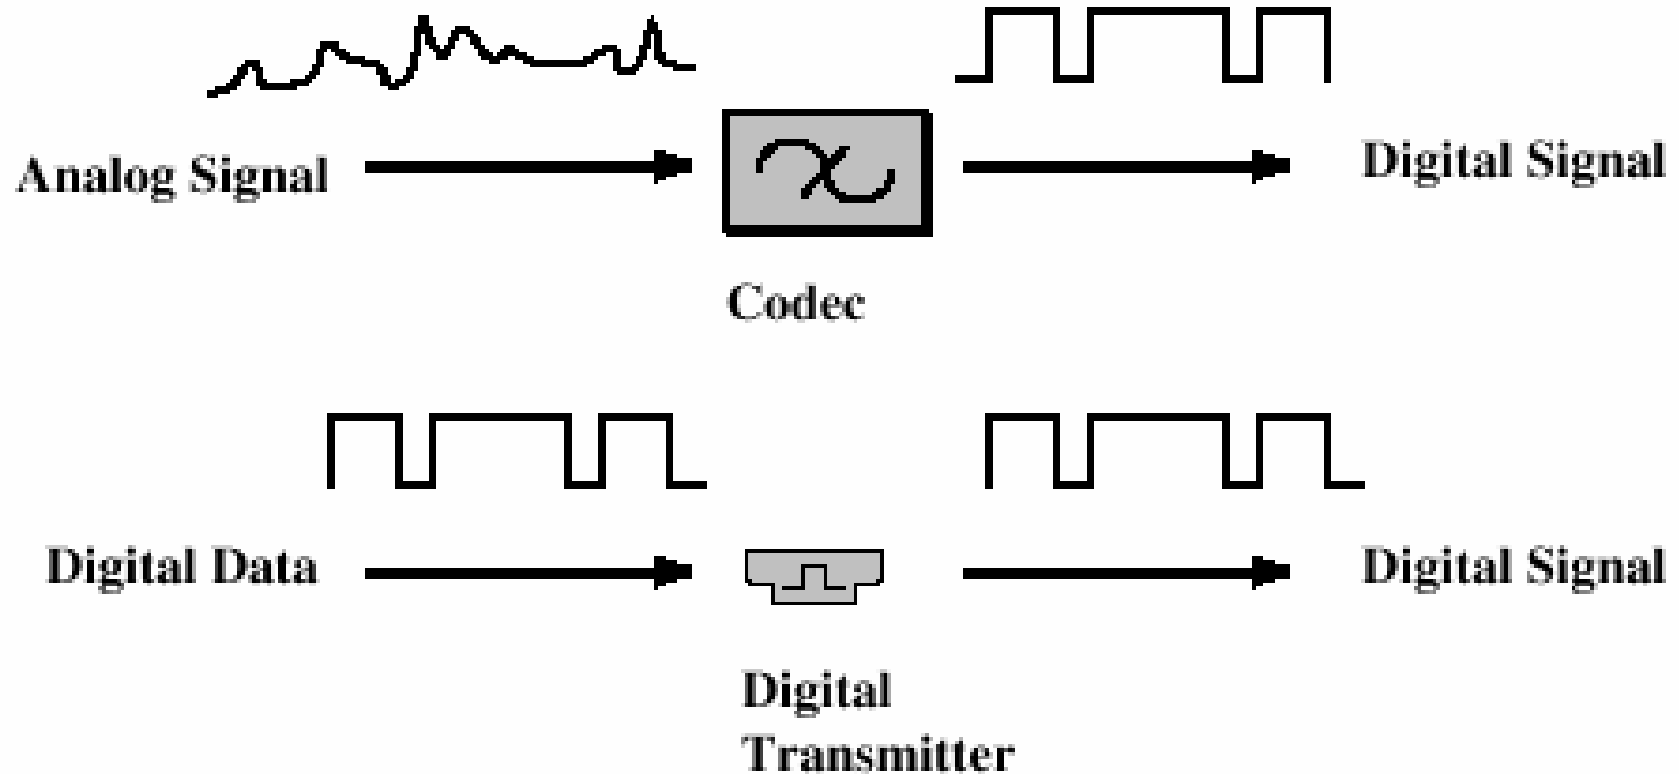 Analog Signal
Digital Signal
Codec
Digital Data
Digital Signal
Digital
Transmitter